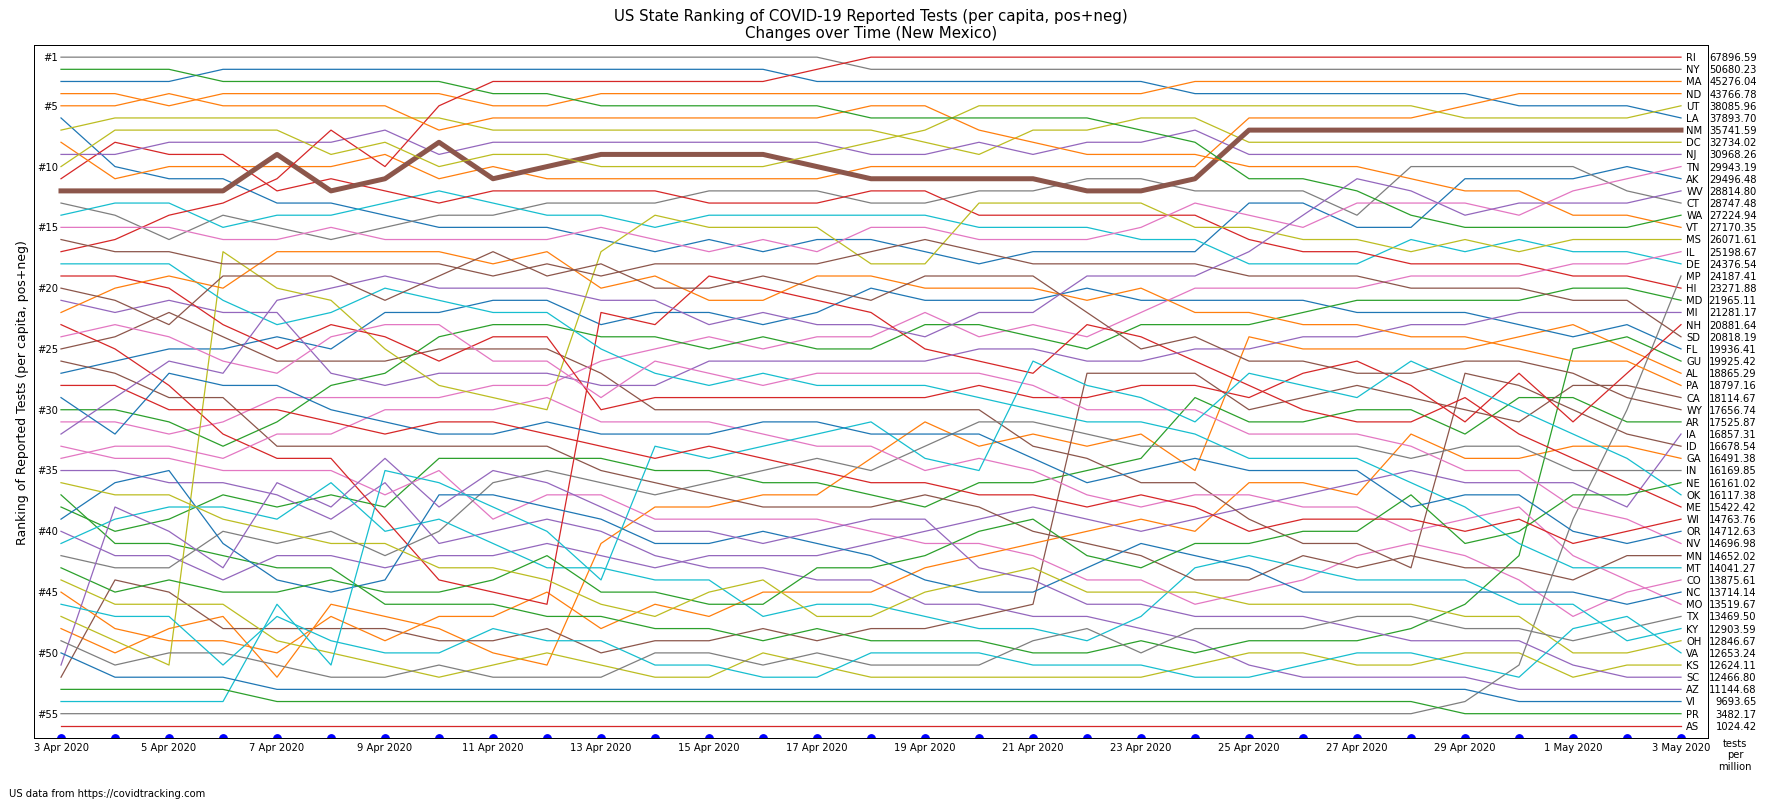 US State Ranking of COVID-19 Reported Tests (per capita, pos+neg)
Changes over Time (New Mexico)
Ranking of Reported Tests (per capita, pos+neg)
#1
#5
#10
#15
#20
#25
#30
#35
#40
#45
#50
#55
RI 67896.59
NY 50680.23
MA 45276.04
ND 43766.78
UT 38085.96
LA 37893.70
NM 35741.59
DC 32734.02
NJ 30968.26
TN 29943.19
AK 29496.48
WV 28814.80
CT 28747.48
WA 27224.94
VT 27170.35
MS 26071.61
IL 25198.67
DE 24376.54
MP 24187.41
HI 23271.88
MD 21965.11
MI 21281.17
NH 20881.64
SD 20818.19
FL 19936.41
GU 19925.42
AL 18865.29
PA 18797.16
CA 18114.67
WY 17656.74
AR 17525.87
IA 16857.31
ID 16678.54
GA 16491.38
IN 16169.85
NE 16161.02
OK 16117.38
ME 15422.42
WI 14763.76
OR 14712.63
NV 14696.98
MN 14652.02
MT 14041.27
CO 13875.61
NC 13714.14
MO 13519.67
TX 13469.50
KY 12903.59
OH 12846.67
VA 12653.24
KS 12624.11
SC 12466.80
AZ 11144.68
VI 9693.65
PR 3482.17
AS 1024.42
3 Apr 2020 5 Apr 2020 7 Apr 2020 9 Apr 2020 11 Apr 2020 13 Apr 2020 15 Apr 2020 17 Apr 2020 19 Apr 2020 21 Apr 2020 23 Apr 2020 25 Apr 2020 27 Apr 2020 29 Apr 2020 1 May 2020 3 May 2020
tests
per
million
US data from https://covidtracking.com